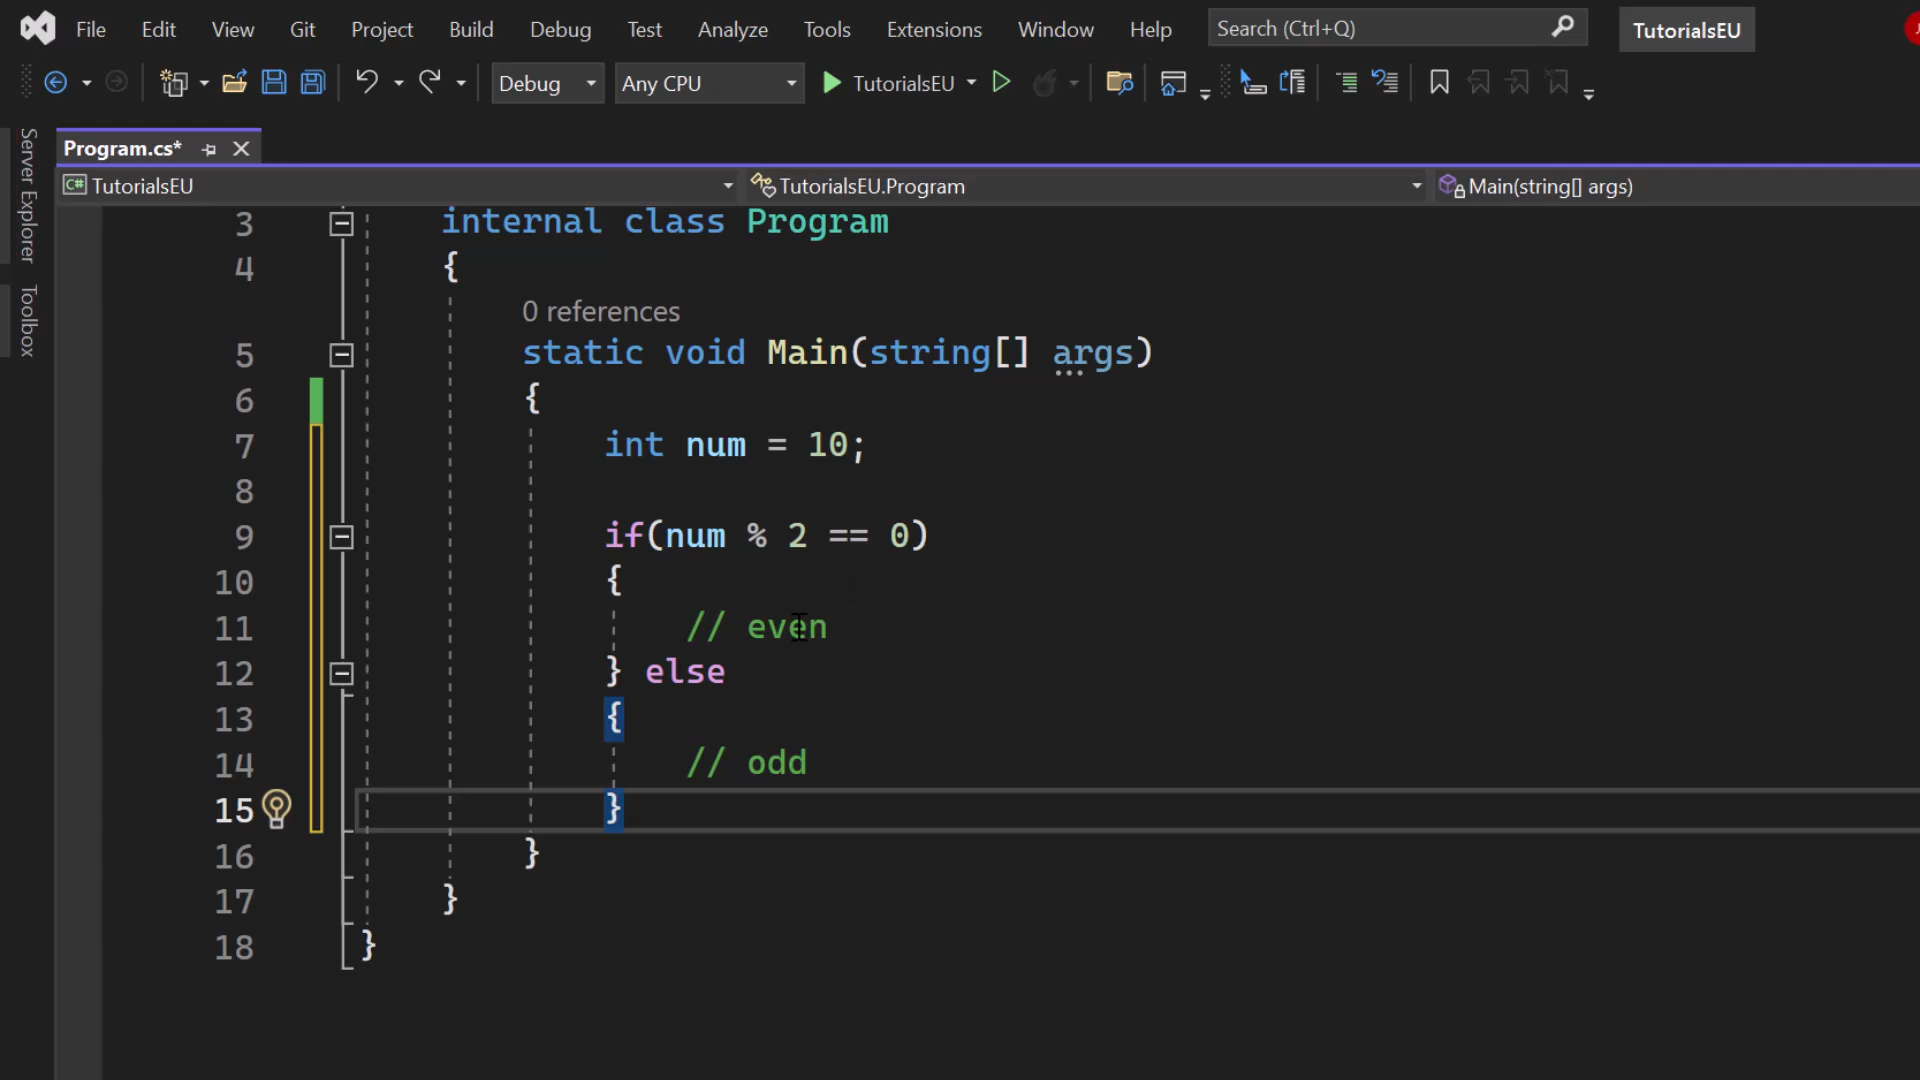 File Edit View Git Project Build Debug Test Analyze Tools Extensions Window Help Search (Ctrl+Q) TutorialsEU
Debug Any CPU TutorialsEU
Server Explorer
Toolbox
Program.cs*
C# TutorialsEU TutorialsEU.Program Main(string[] args)
3 internal class Program
4 {
0 references
5 static void Main(string[] args)
6 {
7 int num = 10;
8
9 if(num % 2 == 0)
10 {
11 // even
12 } else
13 {
14 // odd
15 }
16 }
17 }
18 }